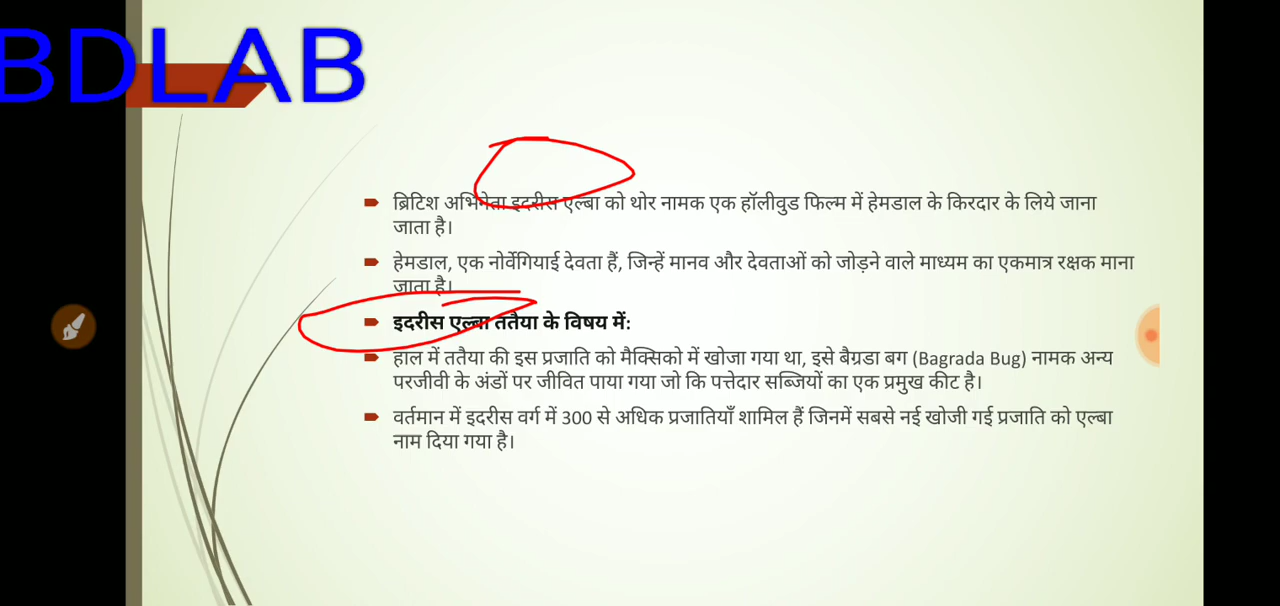 BDLAB
ब्रिटिश अभिनेता इदरीस एल्बा को थोर नामक एक हॉलीवुड फिल्म में हेमडाल के किरदार के लिये जाना
जाता है।
हेमडाल, एक नोर्वेगियाई देवता हैं, जिन्हें मानव और देवताओं को जोड़ने वाले माध्यम का एकमात्र रक्षक माना
जाता है।
इदरीस एल्बा ततैया के विषय में:
हाल में ततैया की इस प्रजाति को मैक्सिको में खोजा गया था, इसे बैग्रडा बग (Bagrada Bug) नामक अन्य
परजीवी के अंडों पर जीवित पाया गया जो कि पत्तेदार सब्जियों का एक प्रमुख कीट है।
वर्तमान में इदरीस वर्ग में 300 से अधिक प्रजातियाँ शामिल हैं जिनमें सबसे नई खोजी गई प्रजाति को एल्बा
नाम दिया गया है।